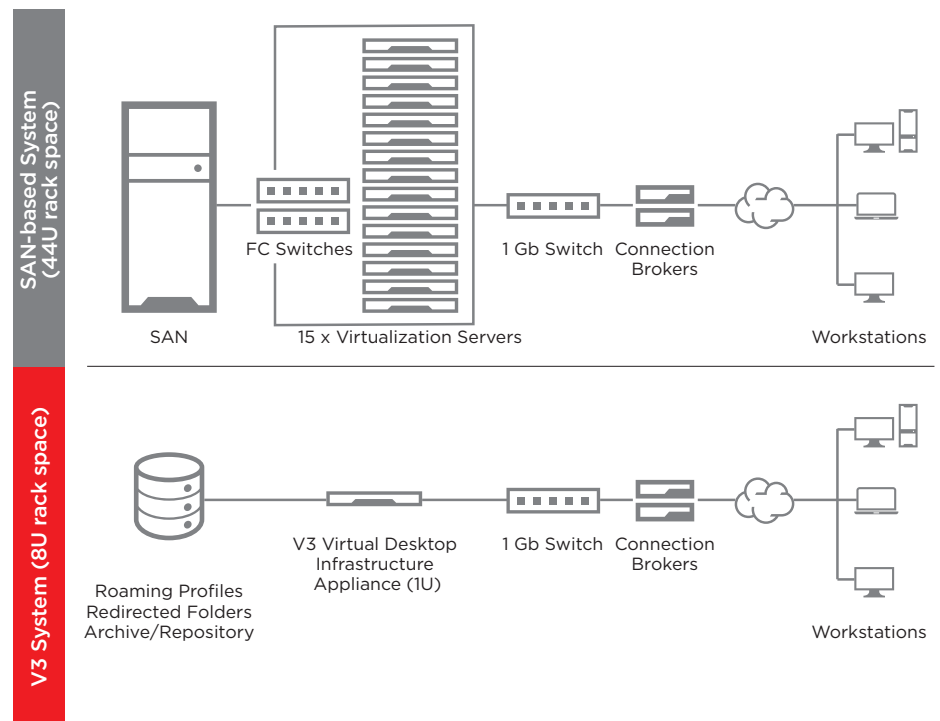 SAN-based System
(44U rack space)
FC Switches
1 Gb Switch
Connection
Brokers
SAN
15 x Virtualization Servers
Workstations
V3 System (8U rack space)
V3 Virtual Desktop
Infrastructure
Appliance (1U)
1 Gb Switch
Connection
Brokers
Roaming Profiles
Redirected Folders
Archive/Repository
Workstations